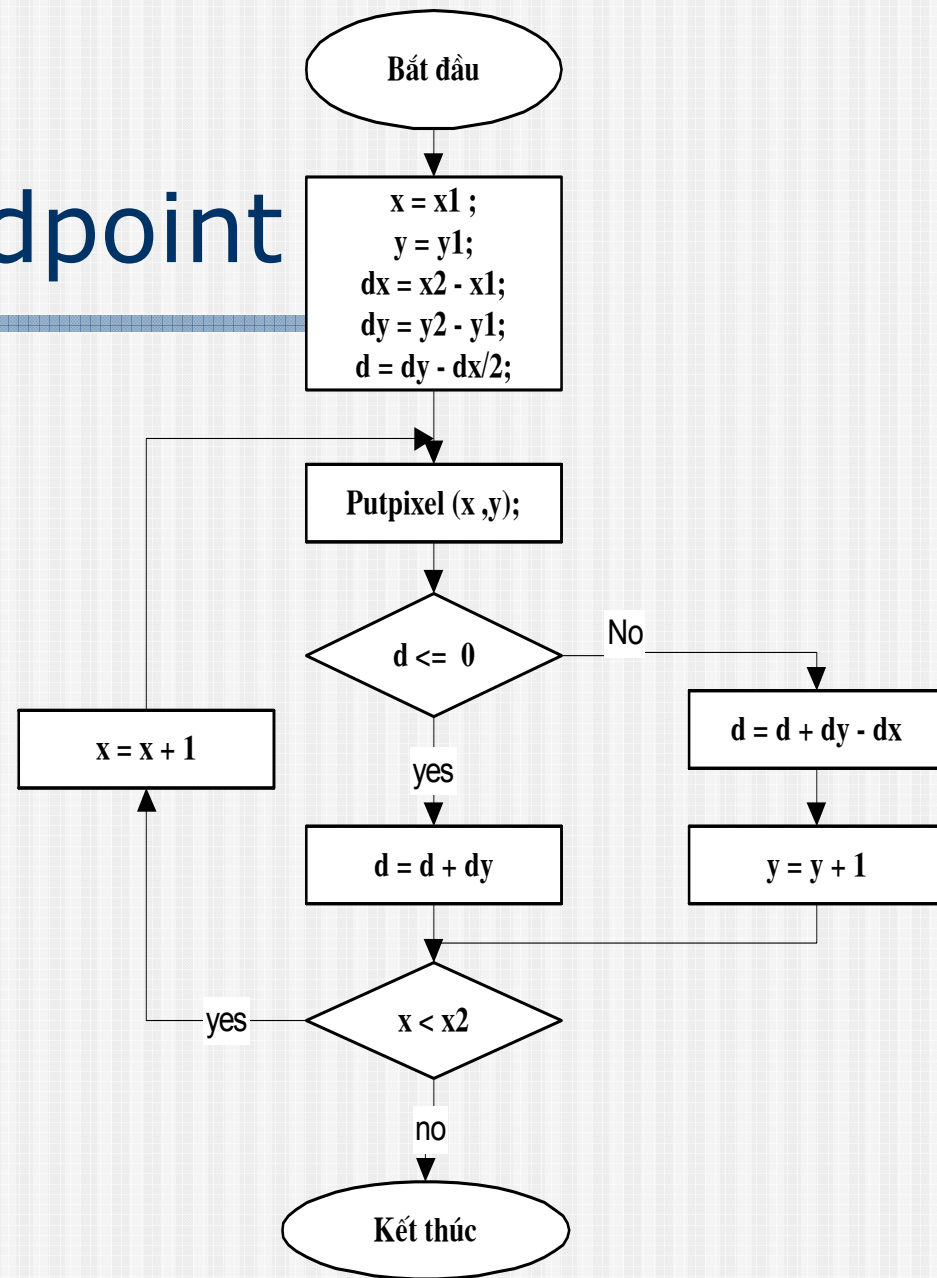 Bắt đầu
dpoint
x = x1 ;
y = y1;
dx = x2 - x1;
dy = y2 - y1;
d = dy - dx/2;
Putpixel (x ,y);
d <= 0
No
d = d + dy - dx
x = x + 1
yes
d = d + dy
y = y + 1
x < x2
yes
no
Kết thúc